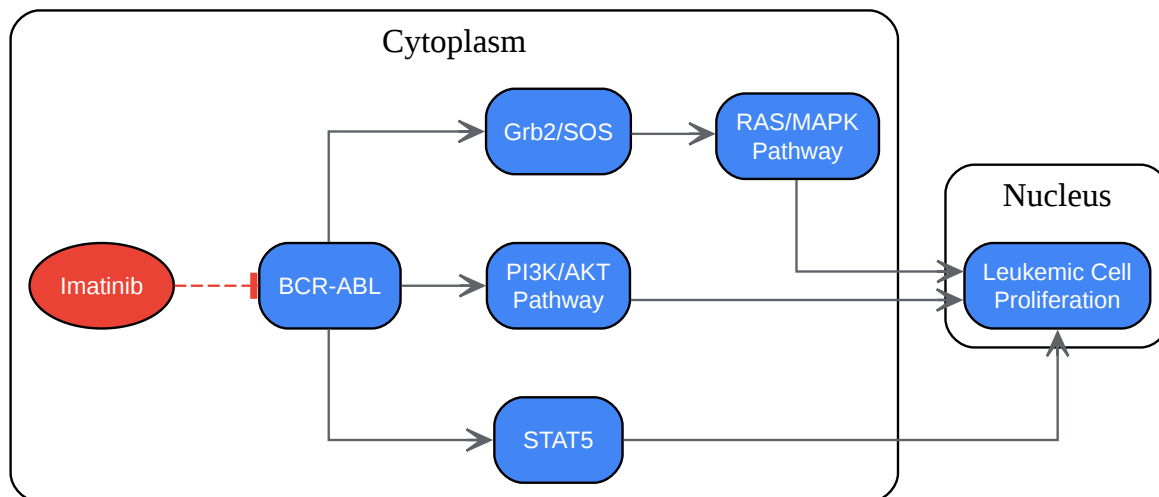 Cytoplasm
Grb2/SOS
RAS/MAPK
Pathway
Nucleus
Imatinib
BCR-ABL
PI3K/AKT
Pathway
Leukemic Cell
Proliferation
STAT5